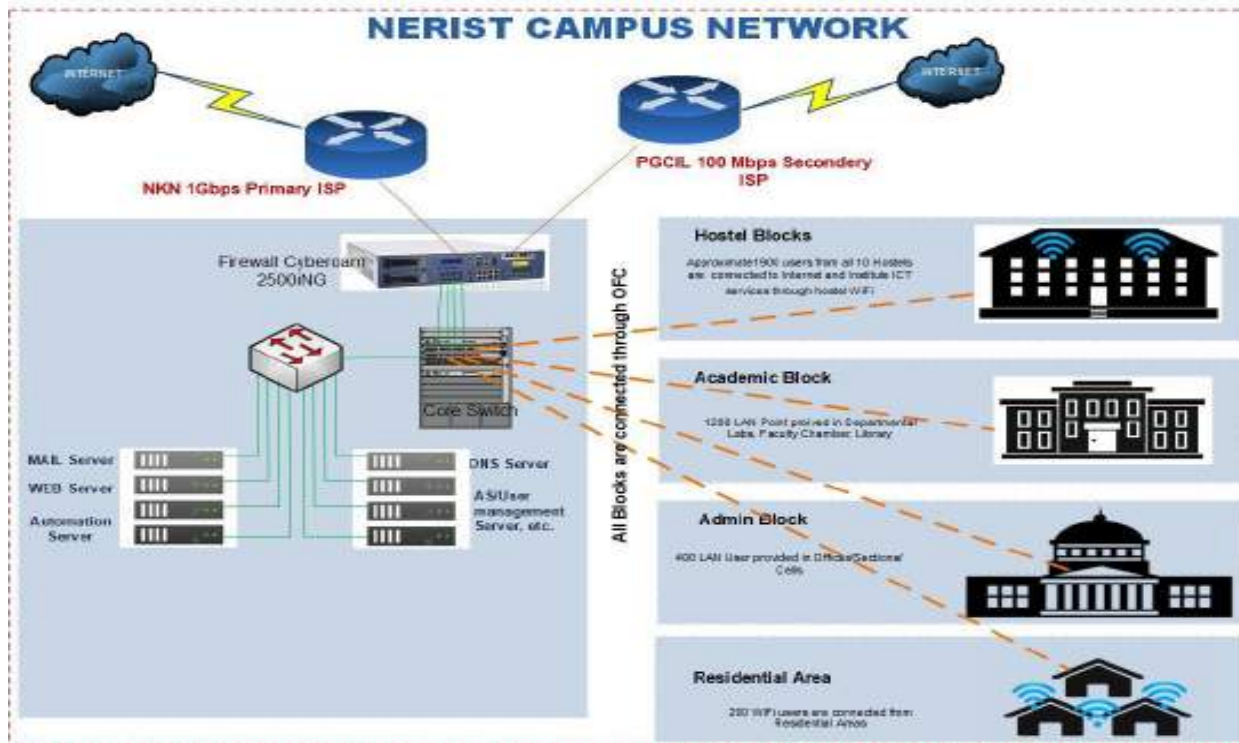 NERIST CAMPUS NETWORK
INTERNET
INTERNET
NKN 1Gbps Primary ISP
PGCIL 100 Mbps Secondery
ISP
Firewall Cyberoam
2500iNG
Core Switch
MAIL Server
WEB Server
Automation
Server
DNS Server
AS/User
management
Server, etc.
All Blocks are connected through OFC
Hostel Blocks
users from all 10 Hostels
are connected to Internet and Institute ICT
services through hostel WiFi
Academic Block
1200 LAN Point in Departmental
Labs, Faculty Chamber, Library
Admin Block
400 LAN User provided in
Cells
Residential Area
200 WiFi users are connected from
Residential Areas